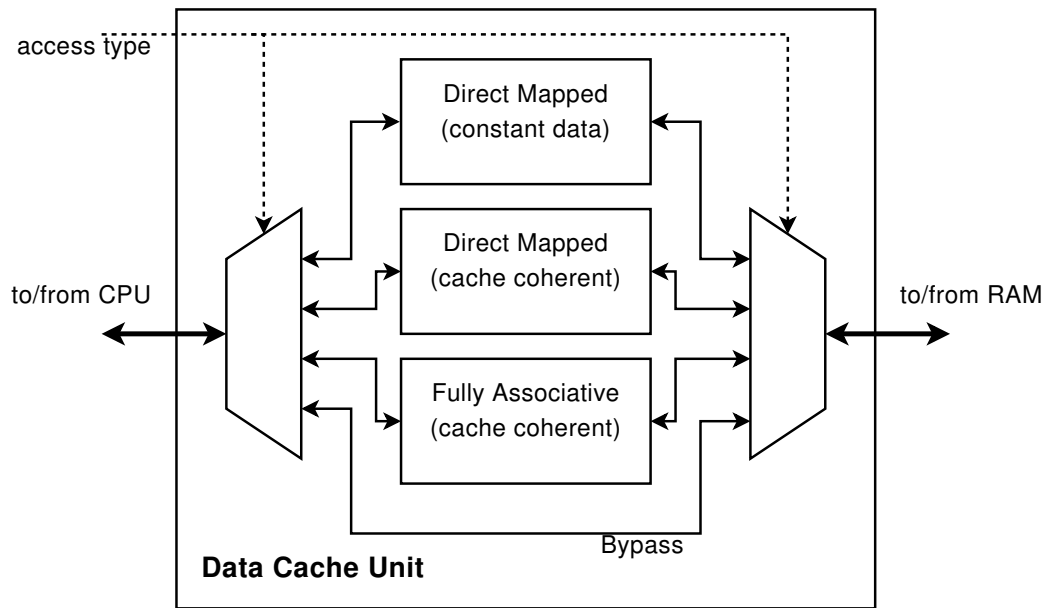 access type
Direct Mapped
(constant data)
Direct Mapped
(cache coherent)
to/from CPU
to/from RAM
Fully Associative
(cache coherent)
Bypass
Data Cache Unit